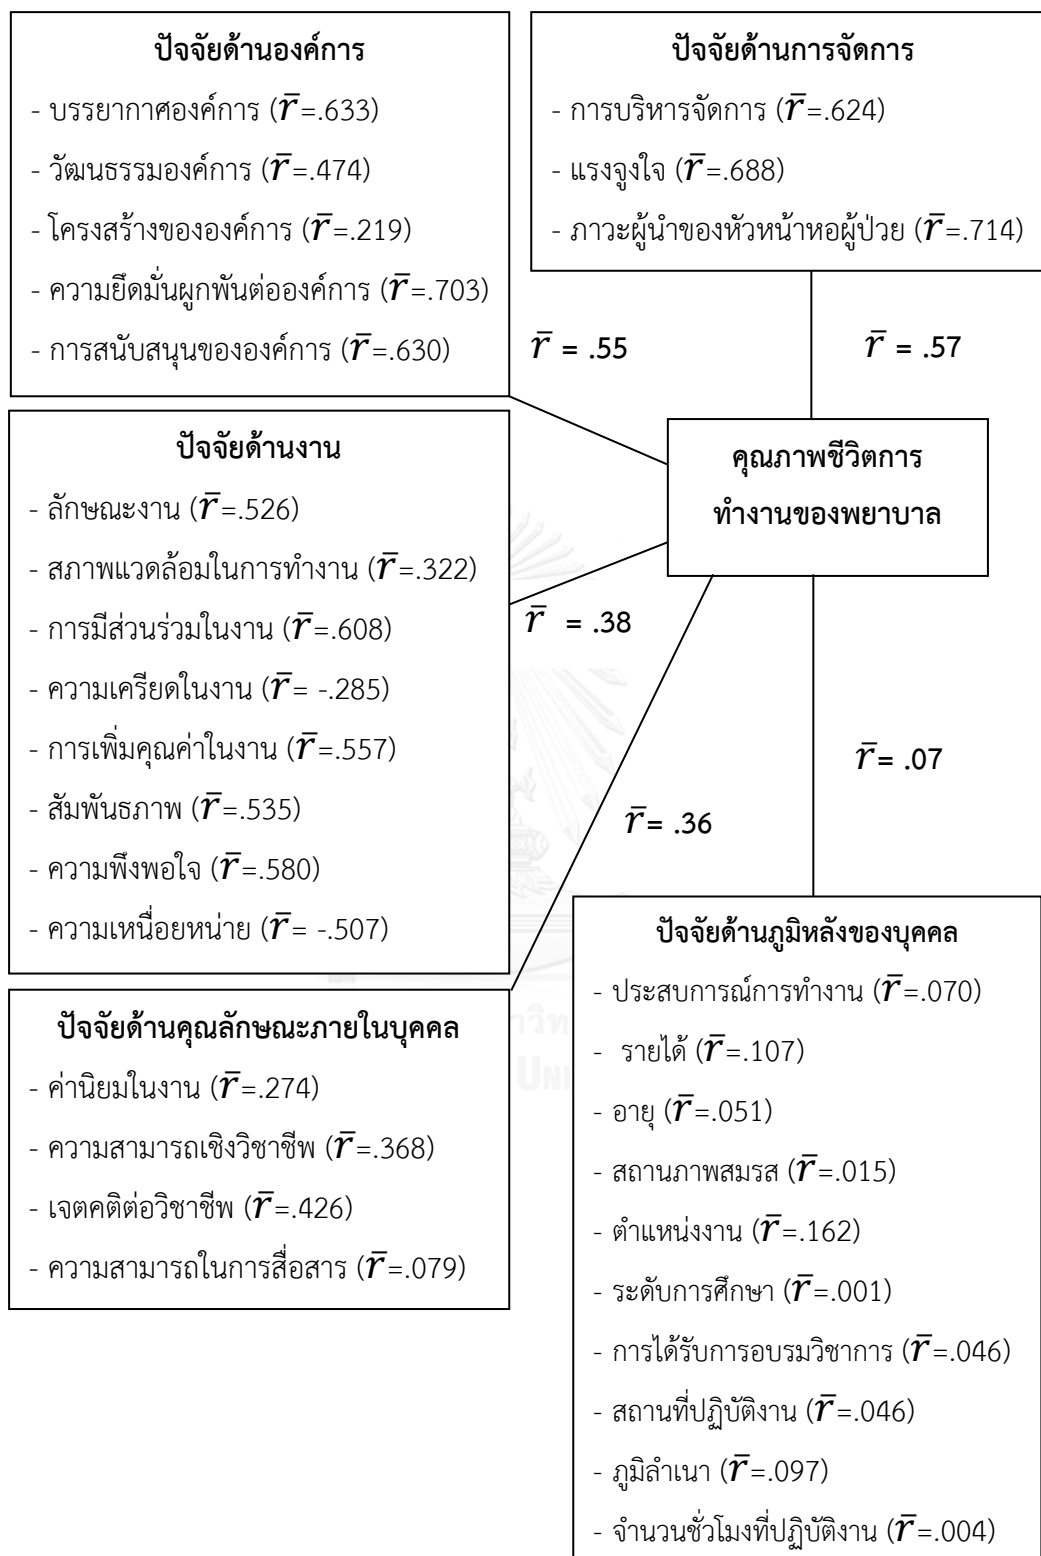 ปัจจัยด้านองค์การ
- บรรยากาศองค์การ (r̄=.633)
- วัฒนธรรมองค์การ (r̄=.474)
- โครงสร้างขององค์การ (r̄=.219)
- ความยึดมั่นผูกพันต่อองค์การ (r̄=.703)
- การสนับสนุนขององค์การ (r̄=.630)
ปัจจัยด้านการจัดการ
- การบริหารจัดการ (r̄=.624)
- แรงจูงใจ (r̄=.688)
- ภาวะผู้นำของหัวหน้าหอผู้ป่วย (r̄=.714)
r̄ = .55
r̄ = .57
ปัจจัยด้านงาน
- ลักษณะงาน (r̄=.526)
- สภาพแวดล้อมในการทำงาน (r̄=.322)
- การมีส่วนร่วมในงาน (r̄=.608)
- ความเครียดในงาน (r̄= -.285)
- การเพิ่มคุณค่าในงาน (r̄=.557)
- สัมพันธภาพ (r̄=.535)
- ความพึงพอใจ (r̄=.580)
- ความเหนื่อยหน่าย (r̄= -.507)
คุณภาพชีวิตการ
ทำงานของพยาบาล
r̄ = .38
r̄= .07
r̄= .36
ปัจจัยด้านคุณลักษณะภายในบุคคล
- ค่านิยมในงาน (r̄=.274)
- ความสามารถเชิงวิชาชีพ (r̄=.368)
- เจตคติต่อวิชาชีพ (r̄=.426)
- ความสามารถในการสื่อสาร (r̄=.079)
ปัจจัยด้านภูมิหลังของบุคคล
- ประสบการณ์การทำงาน (r̄=.070)
- รายได้ (r̄=.107)
- อายุ (r̄=.051)
- สถานภาพสมรส (r̄=.015)
- ตำแหน่งงาน (r̄=.162)
- ระดับการศึกษา (r̄=.001)
- การได้รับการอบรมวิชาการ (r̄=.046)
- สถานที่ปฏิบัติงาน (r̄=.046)
- ภูมิลำเนา (r̄=.097)
- จำนวนชั่วโมงที่ปฏิบัติงาน (r̄=.004)